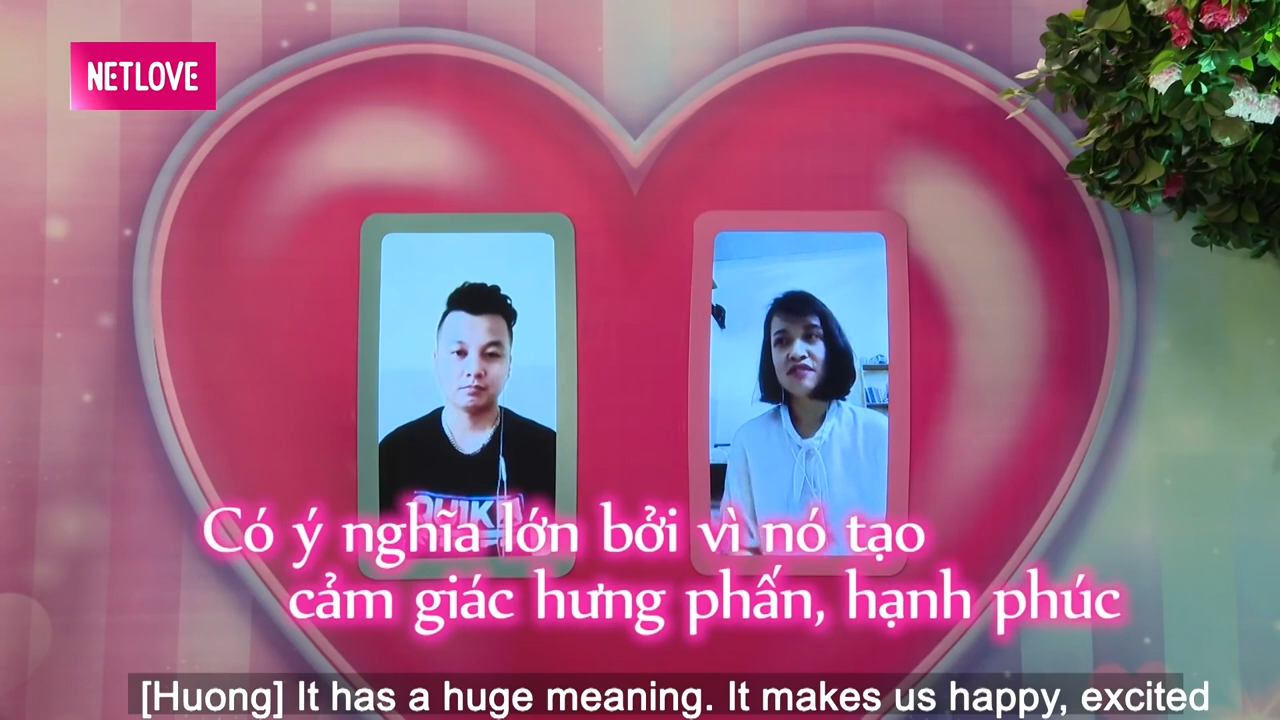 NETLOVE
Có ý nghĩa lớn bởi vì nó tạo
cảm giác hưng phấn, hạnh phúc
[Huong] It has a huge meaning. It makes us happy, excited